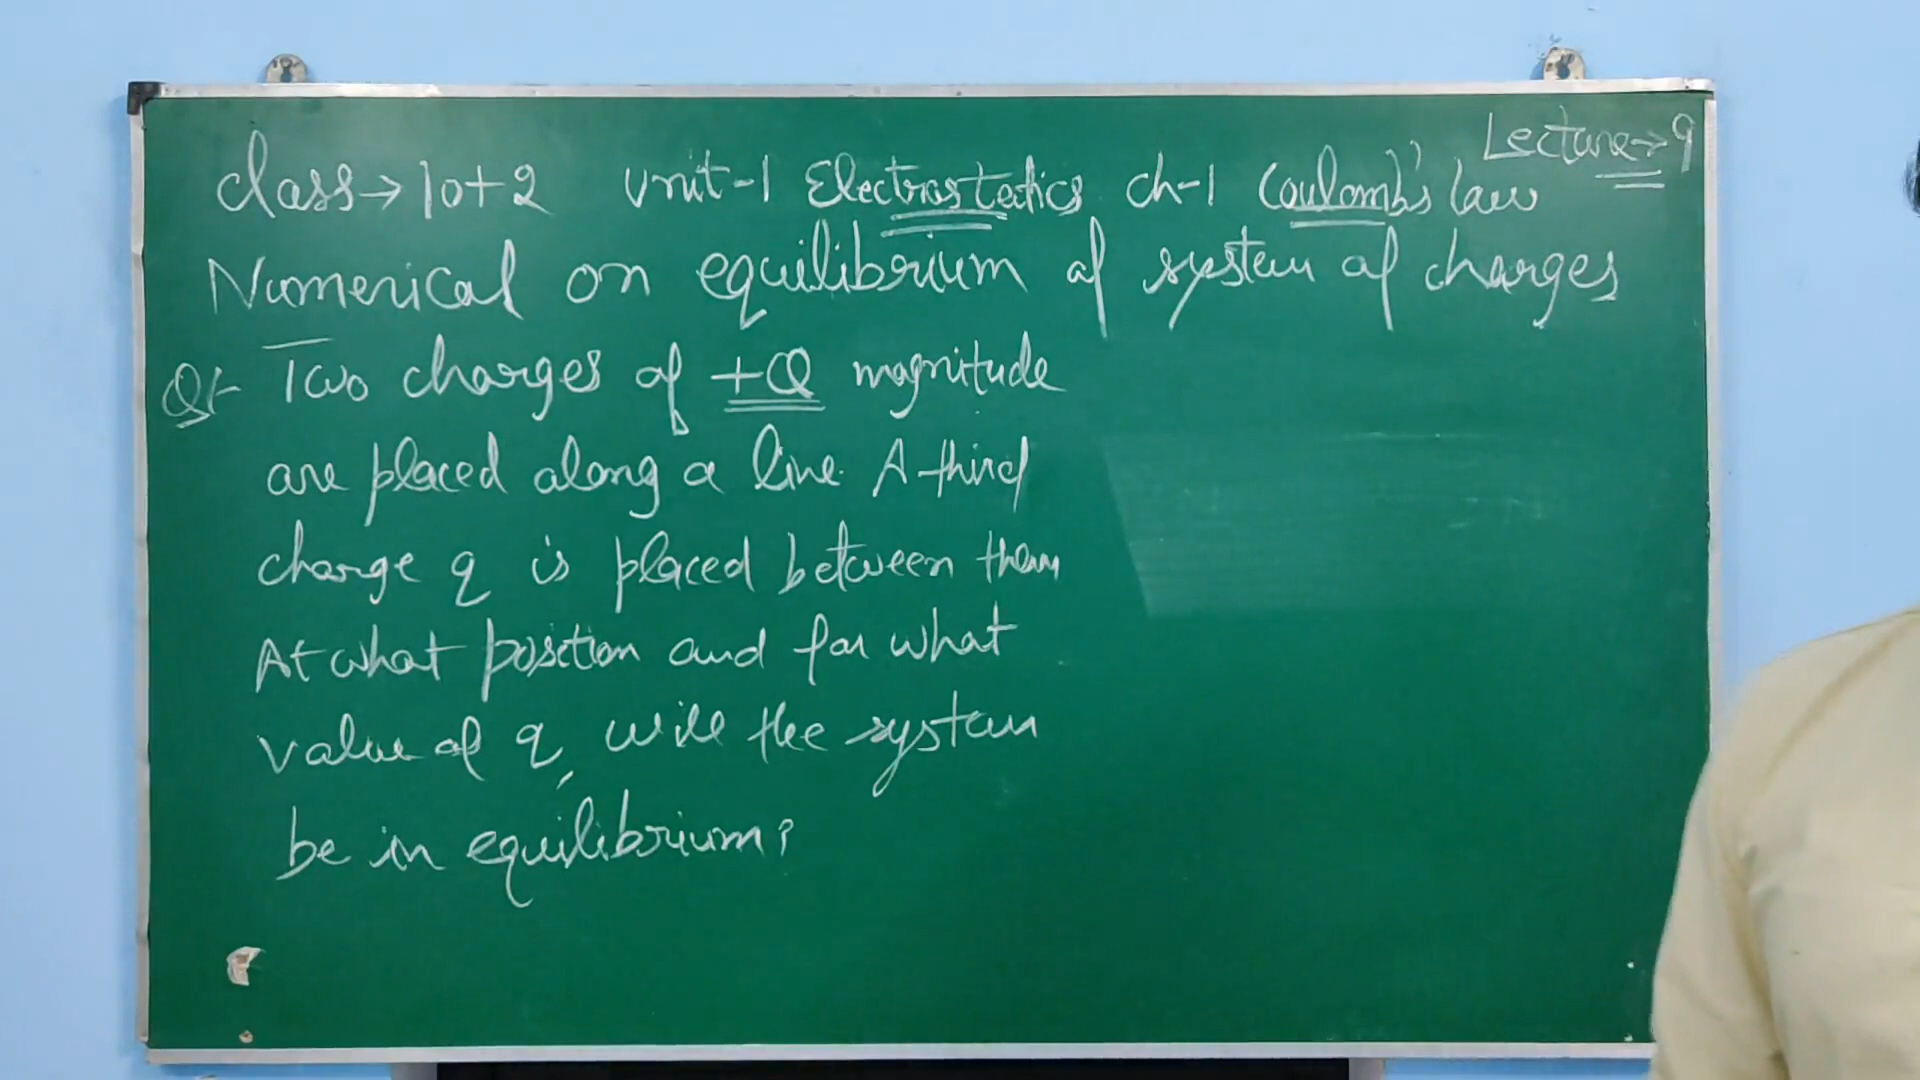 Lecture→9
class→10+2 Unit-1 Electrostatics ch-1 Coulomb's law
Numerical on equilibrium of system of charges
Q1- Two charges of +Q magnitude
are placed along a line. A third
charge q is placed between them
At what position and for what
value of q, will the system
be in equilibrium?